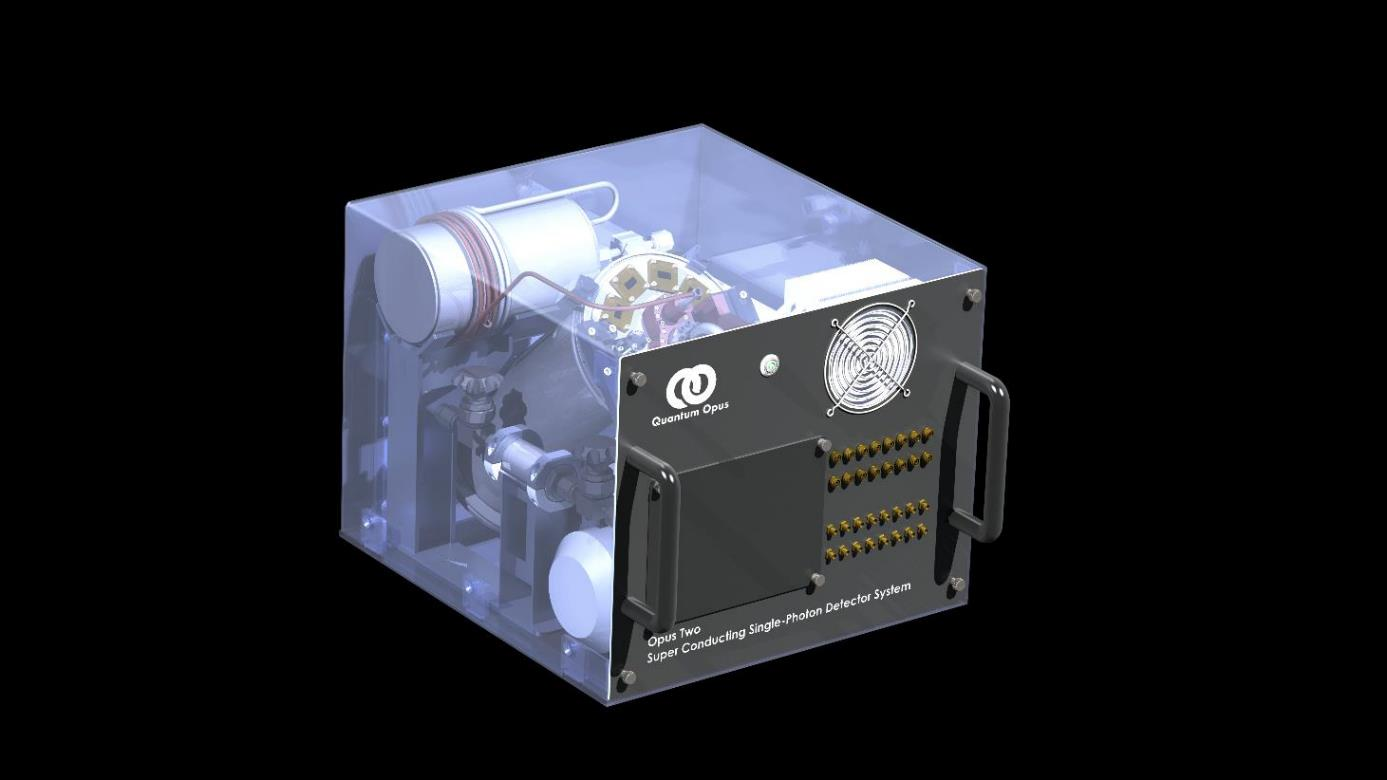 Quantum Opus
Opus Two
Super Conducting Single-Photon Detector System